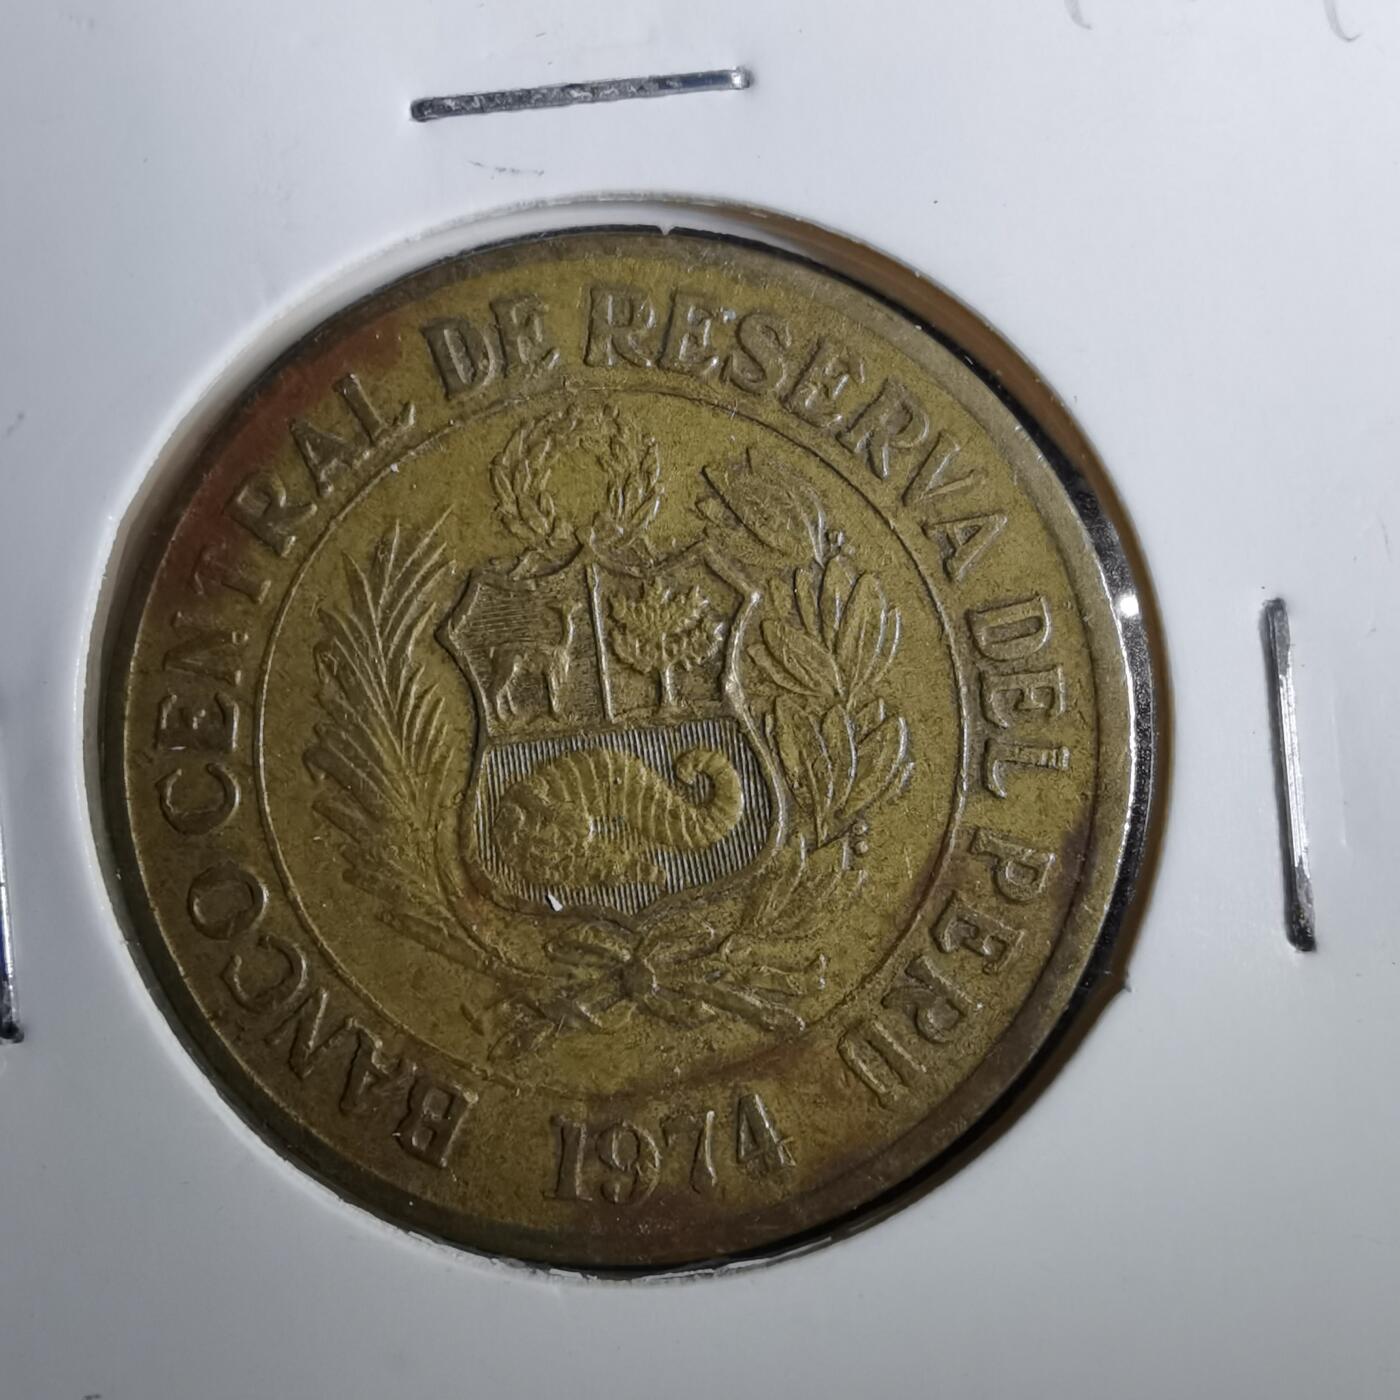 BANCO CENTRAL DE RESERVA DEL PERU
1974